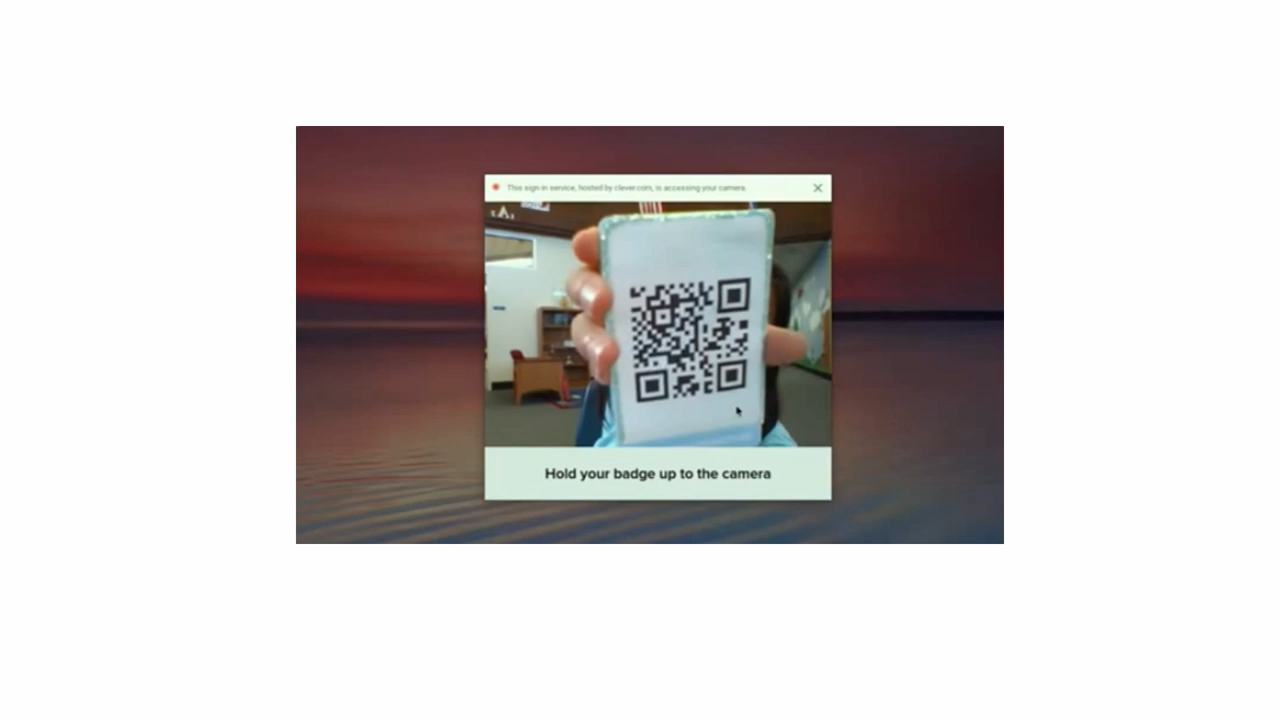 This sign-in service, hosted by clever.com, is accessing your camera.
Hold your badge up to the camera